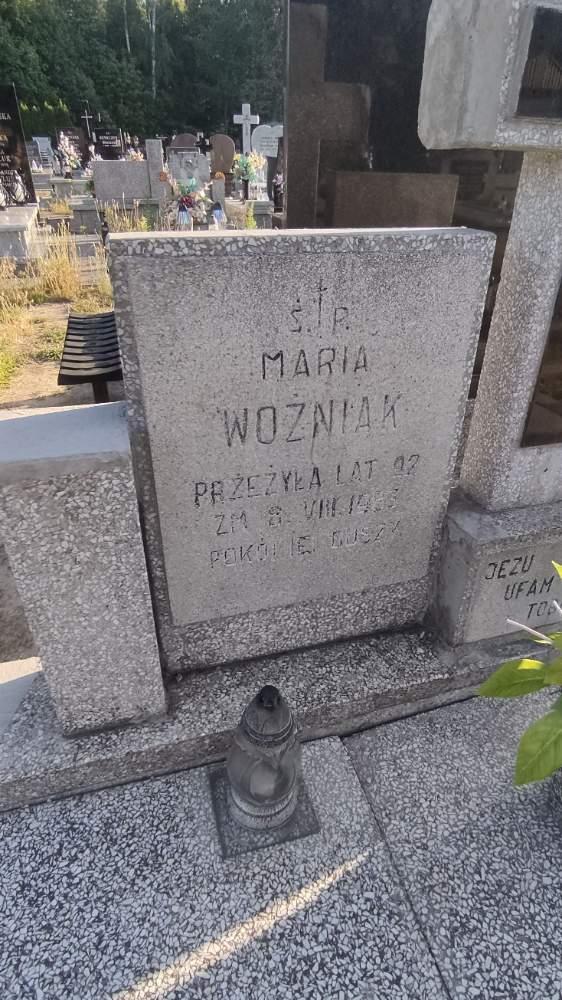 Ś. P.
MARIA
WOŹNIAK
PRZEŻYŁA LAT 92
ZM 8 VIII.1983
POKÓJ JEJ DUSZY
JEZU
UFAM